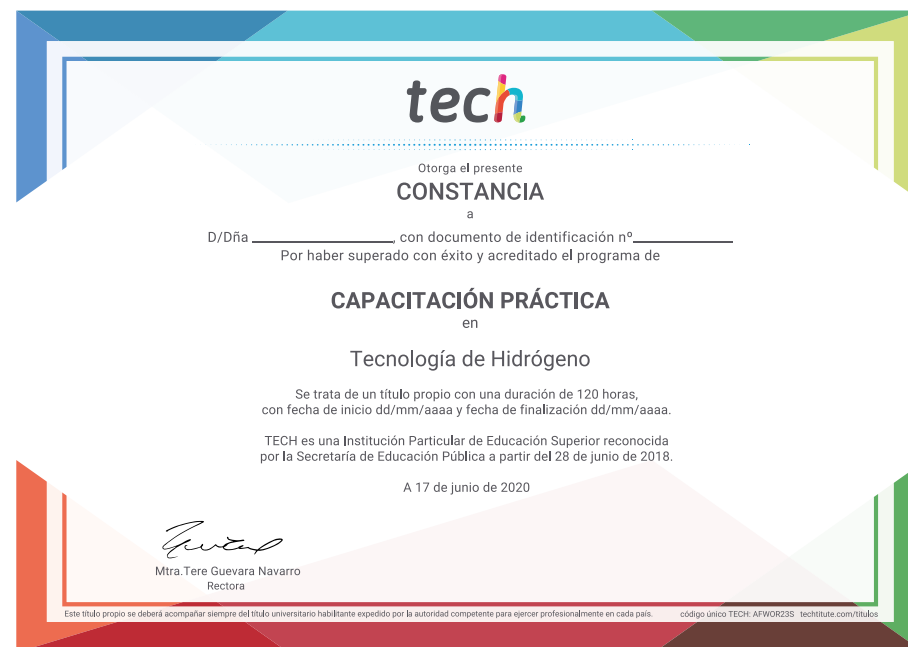 tech
Otorga el presente
CONSTANCIA
a
D/Dña ____________________, con documento de identificación nº______________
Por haber superado con éxito y acreditado el programa de
CAPACITACIÓN PRÁCTICA
en
Tecnología de Hidrógeno
Se trata de un título propio con una duración de 120 horas,
con fecha de inicio dd/mm/aaaa y fecha de finalización dd/mm/aaaa.
TECH es una Institución Particular de Educación Superior reconocida
por la Secretaría de Educación Pública a partir del 28 de junio de 2018.
A 17 de junio de 2020
Mtra.Tere Guevara Navarro
Rectora
Este título propio se deberá acompañar siempre del título universitario habilitante expedido por la autoridad competente para ejercer profesionalmente en cada país. código único TECH: AFWOR23S techtitute.com/titulos